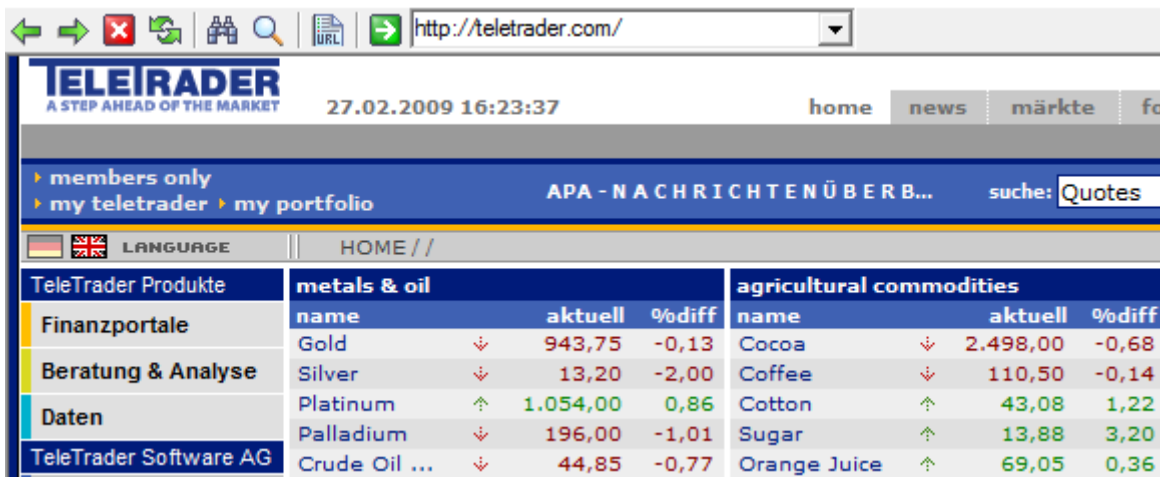 URL http://teletrader.com/
TELETRADER
A STEP AHEAD OF THE MARKET
27.02.2009 16:23:37 home news märkte
members only
my teletrader my portfolio
APA-NACHRICHTENÜBERB... suche: Quotes
LANGUAGE HOME//
TeleTrader Produkte
Finanzportale
Beratung & Analyse
Daten
TeleTrader Software AG
metals & oil
name aktuell %diff
Gold 943,75 -0,13
Silver 13,20 -2,00
Platinum 1.054,00 0,86
Palladium 196,00 -1,01
Crude Oil ... 44,85 -0,77
agricultural commodities
name aktuell %diff
Cocoa 2.498,00 -0,68
Coffee 110,50 -0,14
Cotton 43,08 1,22
Sugar 13,88 3,20
Orange Juice 69,05 0,36